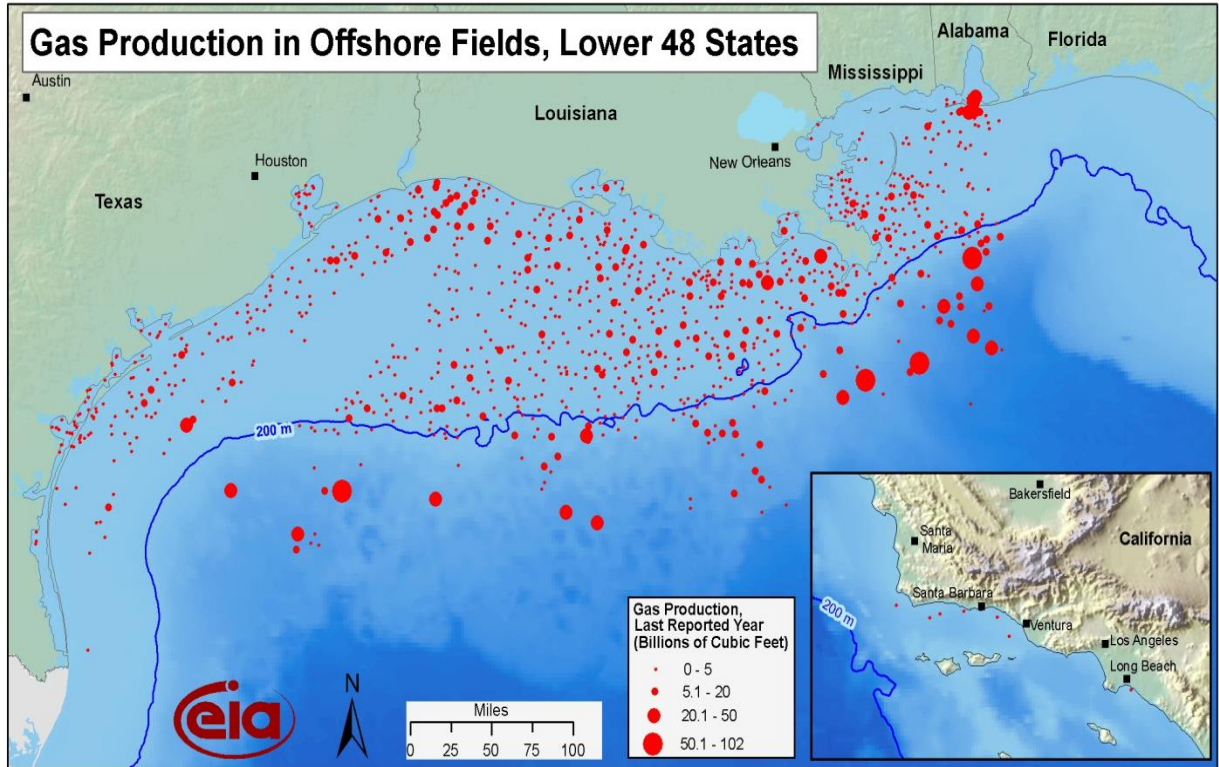 Gas Production in Offshore Fields, Lower 48 States
Alabama
Florida
Mississippi
Austin
Louisiana
New Orleans
Houston
Texas
200 m
Bakersfield
Santa
Maria
California
Santa Barbara
200 m
Ventura
Los Angeles
Long Beach
Gas Production,
Last Reported Year
(Billions of Cubic Feet)
0 - 5
5.1 - 20
20.1 - 50
50.1 - 102
eia
N
Miles
0 25 50 75 100